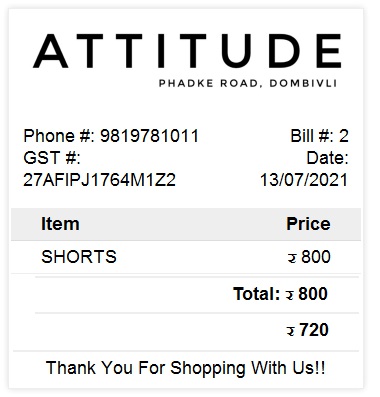 ATTITUDE
PHADKE ROAD, DOMBIVLI
Phone #: 9819781011 Bill #: 2
GST #: Date:
27AFIPJ1764M1Z2 13/07/2021
Item Price
SHORTS ₹ 800
Total: ₹ 800
₹ 720
Thank You For Shopping With Us!!